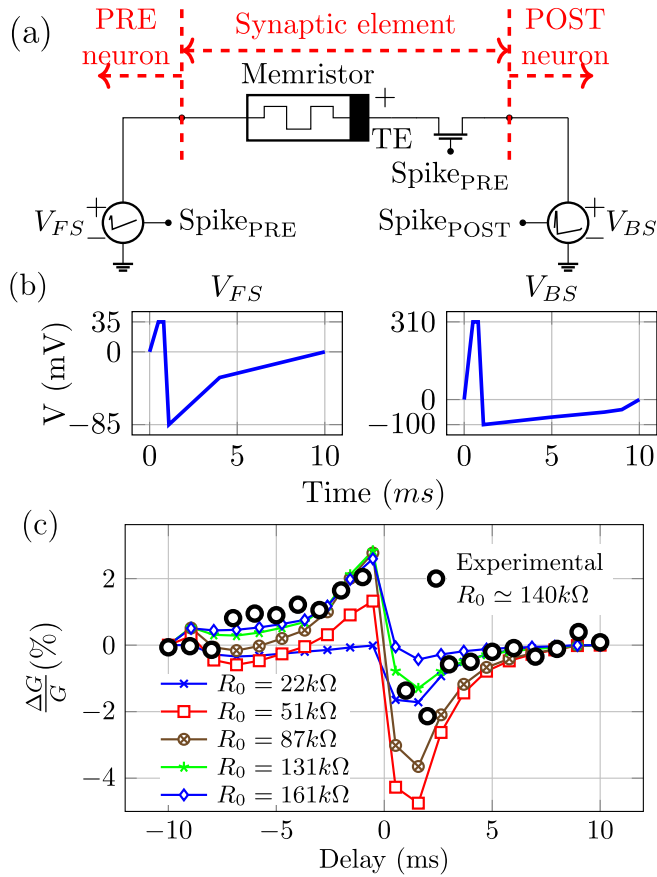 (a)
PRE neuron
Synaptic element
POST neuron
Memristor
+
TE
Spike_PRE
V_FS
+
−
Spike_PRE
Spike_POST
+
−
V_BS
(b)
V_FS
V_BS
V (mV)
35
0
−85
310
0
−100
0 5 10
0 5 10
Time (ms)
(c)
ΔG/G (%)
2
0
−2
−4
Experimental
R_0 ≃ 140kΩ
R_0 = 22kΩ
R_0 = 51kΩ
R_0 = 87kΩ
R_0 = 131kΩ
R_0 = 161kΩ
−10 −5 0 5 10
Delay (ms)